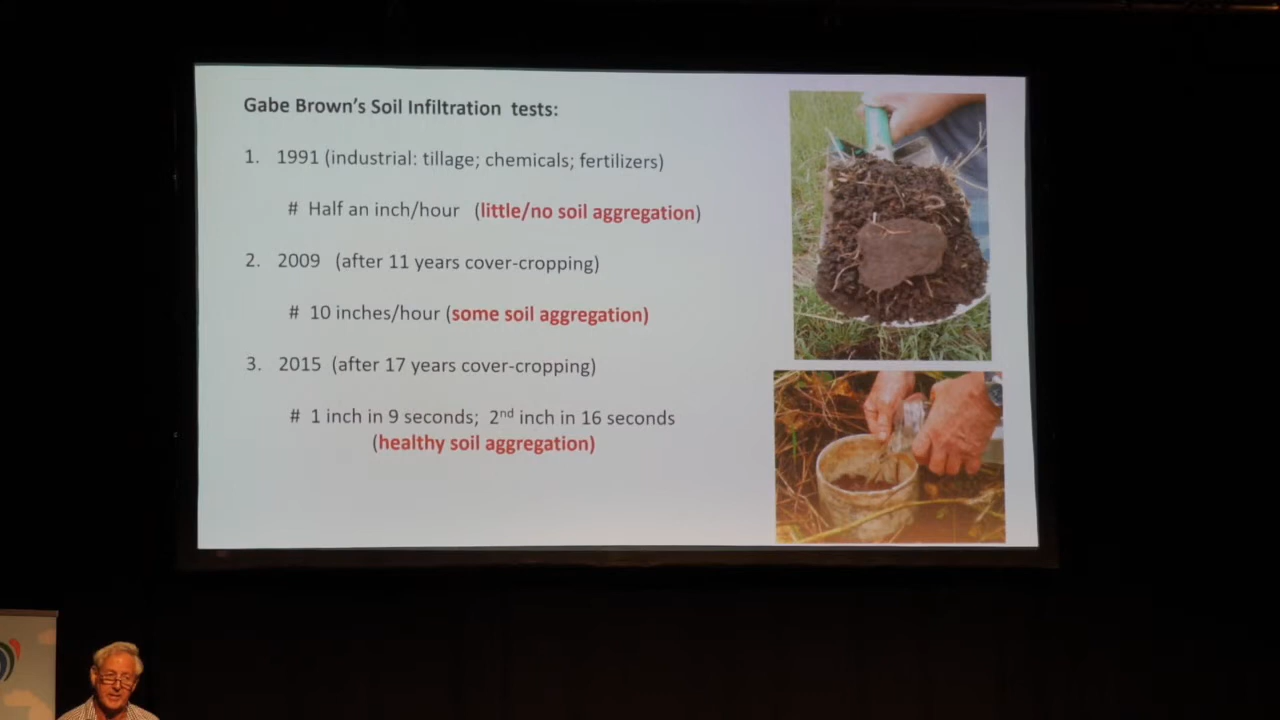 Gabe Brown's Soil Infiltration tests:
1. 1991 (industrial: tillage; chemicals; fertilizers)
# Half an inch/hour (little/no soil aggregation)
2. 2009 (after 11 years cover-cropping)
# 10 inches/hour (some soil aggregation)
3. 2015 (after 17 years cover-cropping)
# 1 inch in 9 seconds; 2nd inch in 16 seconds
(healthy soil aggregation)